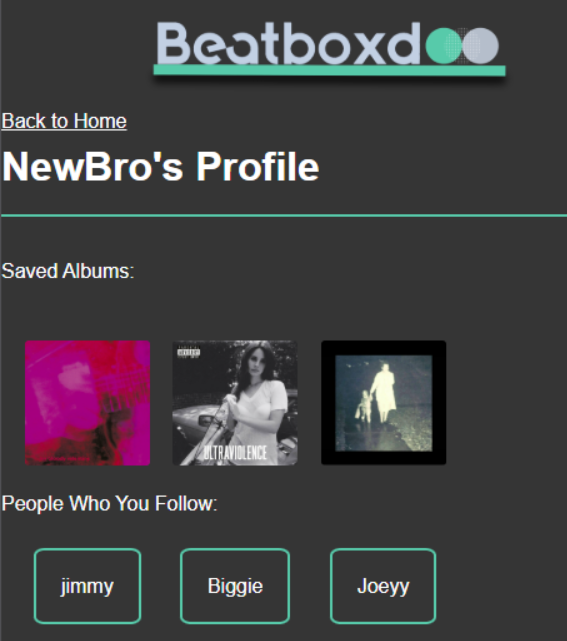 Beatboxd
Back to Home
NewBro's Profile
Saved Albums:
ULTRAVIOLENCE
People Who You Follow:
jimmy Biggie Joeyy